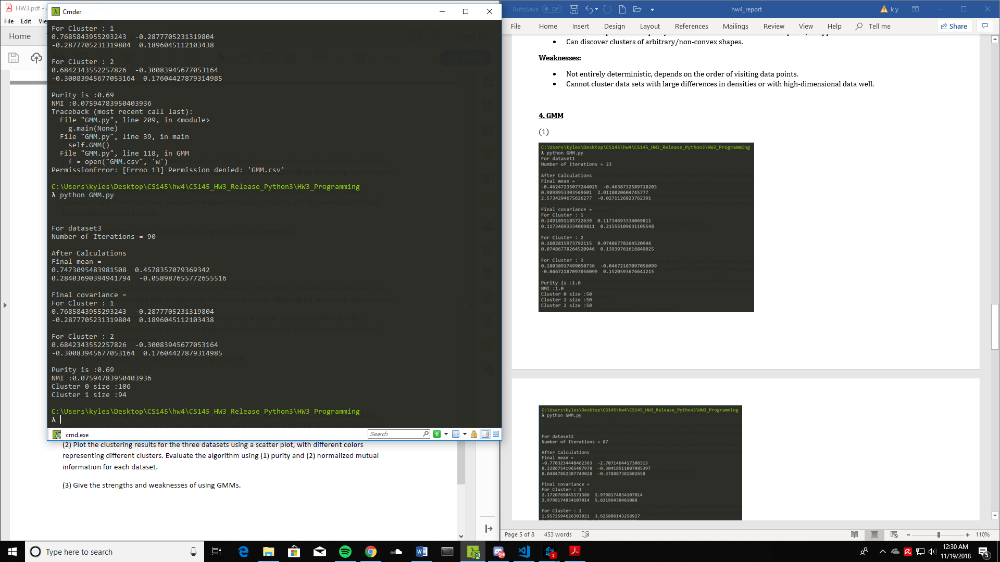 HW3.pdf -
File Edit Vie
Home
Cmder
For Cluster : 1
0.7685843955293243 -0.2877705231319804
-0.2877705231319804 0.1896045112103438
For Cluster : 2
0.6842343552257826 -0.30083945677053164
-0.30083945677053164 0.17604427879314985
Purity is :0.69
NMI :0.07594783950403936
Traceback (most recent call last):
File "GMM.py", line 209, in <module>
g.main(None)
File "GMM.py", line 39, in main
self.GMM()
File "GMM.py", line 118, in GMM
f = open("GMM.csv", 'w')
PermissionError: [Errno 13] Permission denied: 'GMM.csv'
C:\Users\kyles\Desktop\CS145\hw4\CS145_HW3_Release_Python3\HW3_Programming
λ python GMM.py
For dataset3
Number of Iterations = 90
After Calculations
Final mean =
0.7473095483981508 0.4578357079369342
0.28403690394941794 -0.058987655772655516
Final covariance =
For Cluster : 1
0.7685843955293243 -0.2877705231319804
-0.2877705231319804 0.1896045112103438
For Cluster : 2
0.6842343552257826 -0.30083945677053164
-0.30083945677053164 0.17604427879314985
Purity is :0.69
NMI :0.07594783950403936
Cluster 0 size :106
Cluster 1 size :94
C:\Users\kyles\Desktop\CS145\hw4\CS145_HW3_Release_Python3\HW3_Programming
λ
cmd.exe
Search
(2) Plot the clustering results for the three datasets using a scatter plot, with different colors
representing different clusters. Evaluate the algorithm using (1) purity and (2) normalized mutual
information for each dataset.
(3) Give the strengths and weaknesses of using GMMs.
AutoSave Off
hw4_report
k y
File Home Insert Design Layout References Mailings Review View Help Tell me
Share
• Can discover clusters of arbitrary/non-convex shapes.
Weaknesses:
• Not entirely deterministic, depends on the order of visiting data points.
• Cannot cluster data sets with large differences in densities or with high-dimensional data well.
4. GMM
(1)
C:\Users\kyles\Desktop\CS145\hw4\CS145_HW3_Release_Python3\HW3_Programming
λ python GMM.py
For dataset1
Number of Iterations = 23
After Calculations
Final mean =
-0.46247235077244025 -0.4638732589718203
0.9898953303569601 2.0118020604745777
2.5734294675626277 -0.0271126823762391
Final covariance =
For Cluster : 1
0.1491891185722639 0.11734693334069811
0.11734693334069811 0.21555109631105548
For Cluster : 2
0.1602815973792115 0.07486778264520946
0.07486778264520946 0.13939761616849025
For Cluster : 3
0.18038917499050736 -0.04672187097056099
-0.04672187097056099 0.1520593676641215
Purity is :1.0
NMI :1.0
Cluster 0 size :50
Cluster 1 size :50
Cluster 2 size :50
C:\Users\kyles\Desktop\CS145\hw4\CS145_HW3_Release_Python3\HW3_Programming
λ python GMM.py
For dataset2
Number of Iterations = 87
After Calculations
Final mean =
-0.7703234448462363 -2.7071464417306315
0.22867541965487978 -0.30418511007085397
0.04847862307749028 -0.378887381602658
Final covariance =
For Cluster : 1
2.1720769845571386 2.9798174034107014
2.9798174034107014 5.62196430461088
For Cluster : 2
1.9572594626303021 3.625806143258927
Page 5 of 8 453 words
110%
Type here to search
12:30 AM
11/19/2018